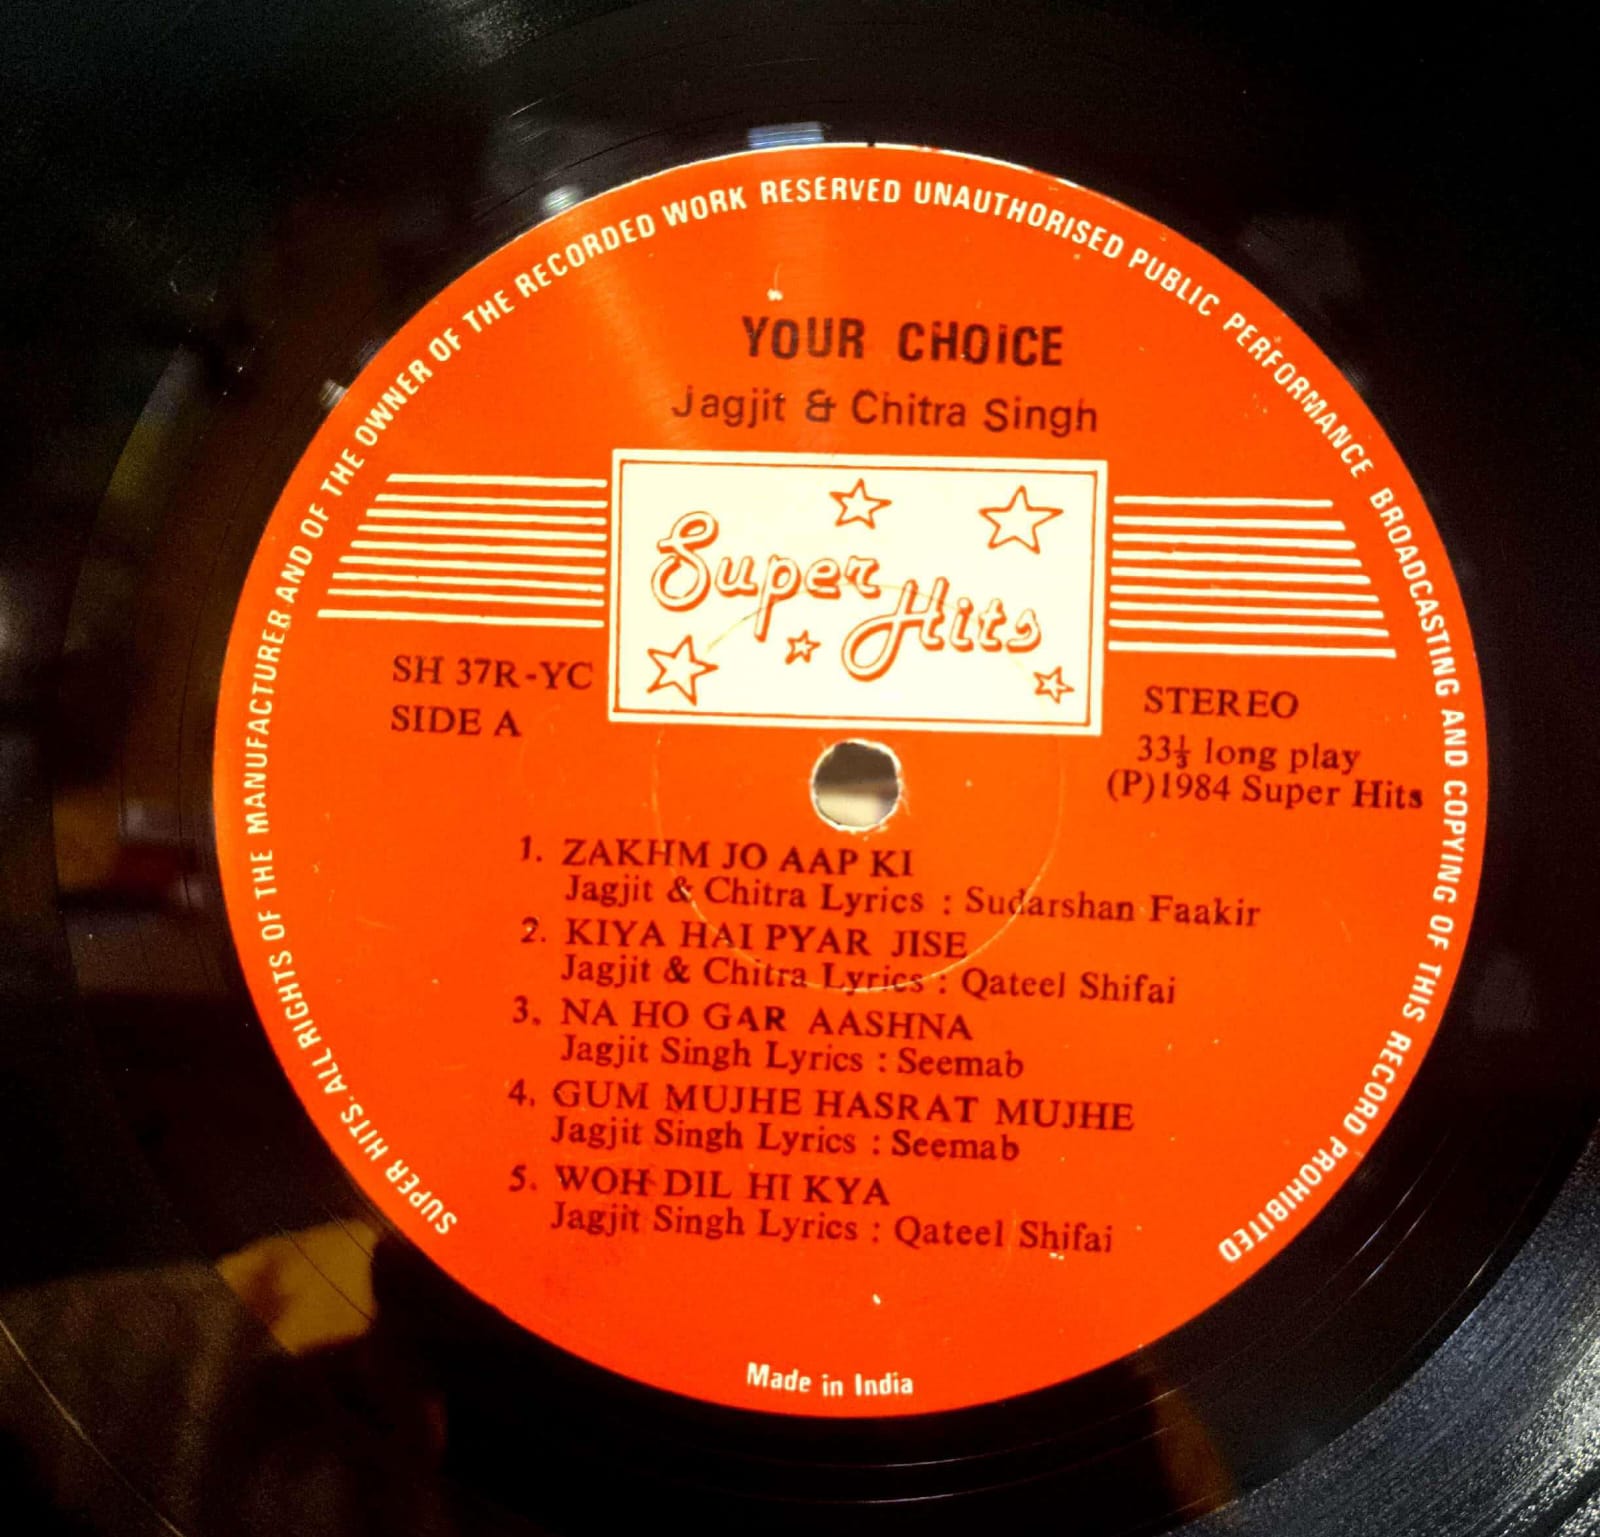 SUPER HITS. ALL RIGHTS OF THE MANUFACTURER AND OF THE OWNER OF THE RECORDED WORK RESERVED UNAUTHORISED PUBLIC PERFORMANCE BROADCASTING AND COPYING OF THIS RECORD PROHIBITED
YOUR CHOICE
Jagjit & Chitra Singh
Super Hits
SH 37R-YC
SIDE A
STEREO
33⅓ long play
(P)1984 Super Hits
1. ZAKHM JO AAP KI
Jagjit & Chitra Lyrics : Sudarshan Faakir
2. KIYA HAI PYAR JISE
Jagjit & Chitra Lyrics : Qateel Shifai
3. NA HO GAR AASHNA
Jagjit Singh Lyrics : Seemab
4. GUM MUJHE HASRAT MUJHE
Jagjit Singh Lyrics : Seemab
5. WOH DIL HI KYA
Jagjit Singh Lyrics : Qateel Shifai
Made in India